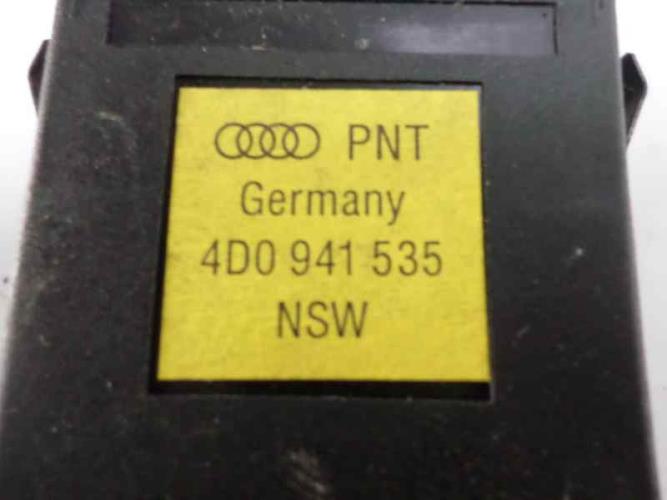 PNT
Germany
4D0 941 535
NSW